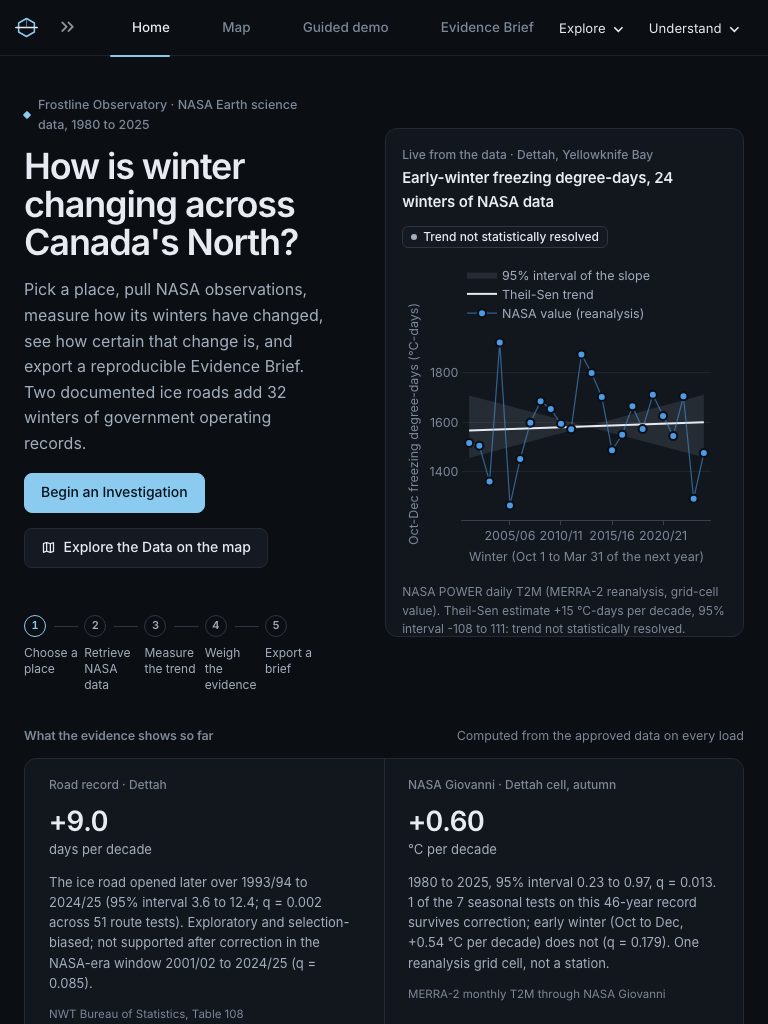 Home
Map
Guided demo
Evidence Brief
Explore
Understand
Frostline Observatory · NASA Earth science
data, 1980 to 2025
How is winter
changing across
Canada's North?
Pick a place, pull NASA observations,
measure how its winters have changed,
see how certain that change is, and
export a reproducible Evidence Brief.
Two documented ice roads add 32
winters of government operating
records.
Begin an Investigation
Explore the Data on the map
1
2
3
4
5
Choose a
place
Retrieve
NASA
data
Measure
the trend
Weigh
the
evidence
Export a
brief
Live from the data · Dettah, Yellowknife Bay
Early-winter freezing degree-days, 24
winters of NASA data
Trend not statistically resolved
95% interval of the slope
Theil-Sen trend
NASA value (reanalysis)
Oct-Dec freezing degree-days (°C-days)
1800
1600
1400
2005/06 2010/11 2015/16 2020/21
Winter (Oct 1 to Mar 31 of the next year)
NASA POWER daily T2M (MERRA-2 reanalysis, grid-cell
value). Theil-Sen estimate +15 °C-days per decade, 95%
interval -108 to 111: trend not statistically resolved.
What the evidence shows so far
Computed from the approved data on every load
Road record · Dettah
+9.0
days per decade
The ice road opened later over 1993/94 to
2024/25 (95% interval 3.6 to 12.4; q = 0.002
across 51 route tests). Exploratory and selection-
biased; not supported after correction in the
NASA-era window 2001/02 to 2024/25 (q =
0.085).
NWT Bureau of Statistics, Table 108
NASA Giovanni · Dettah cell, autumn
+0.60
°C per decade
1980 to 2025, 95% interval 0.23 to 0.97, q = 0.013.
1 of the 7 seasonal tests on this 46-year record
survives correction; early winter (Oct to Dec,
+0.54 °C per decade) does not (q = 0.179). One
reanalysis grid cell, not a station.
MERRA-2 monthly T2M through NASA Giovanni